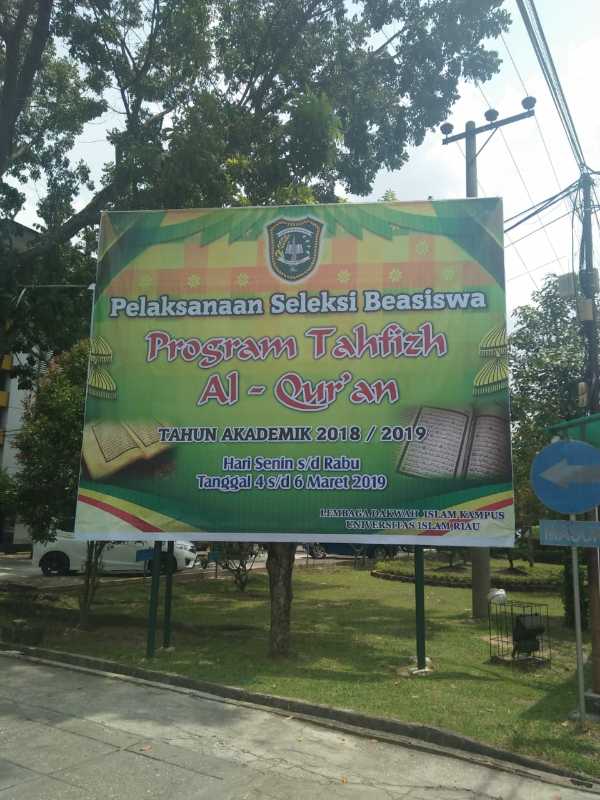 Pelaksanaan Seleksi Beasiswa
Program Tahfizh
Al - Qur'an
TAHUN AKADEMIK 2018 / 2019
Hari Senin s/d Rabu
Tanggal 4 s/d 6 Maret 2019
LEMBAGA DAKWAH ISLAM KAMPUS
UNIVERSITAS ISLAM RIAU